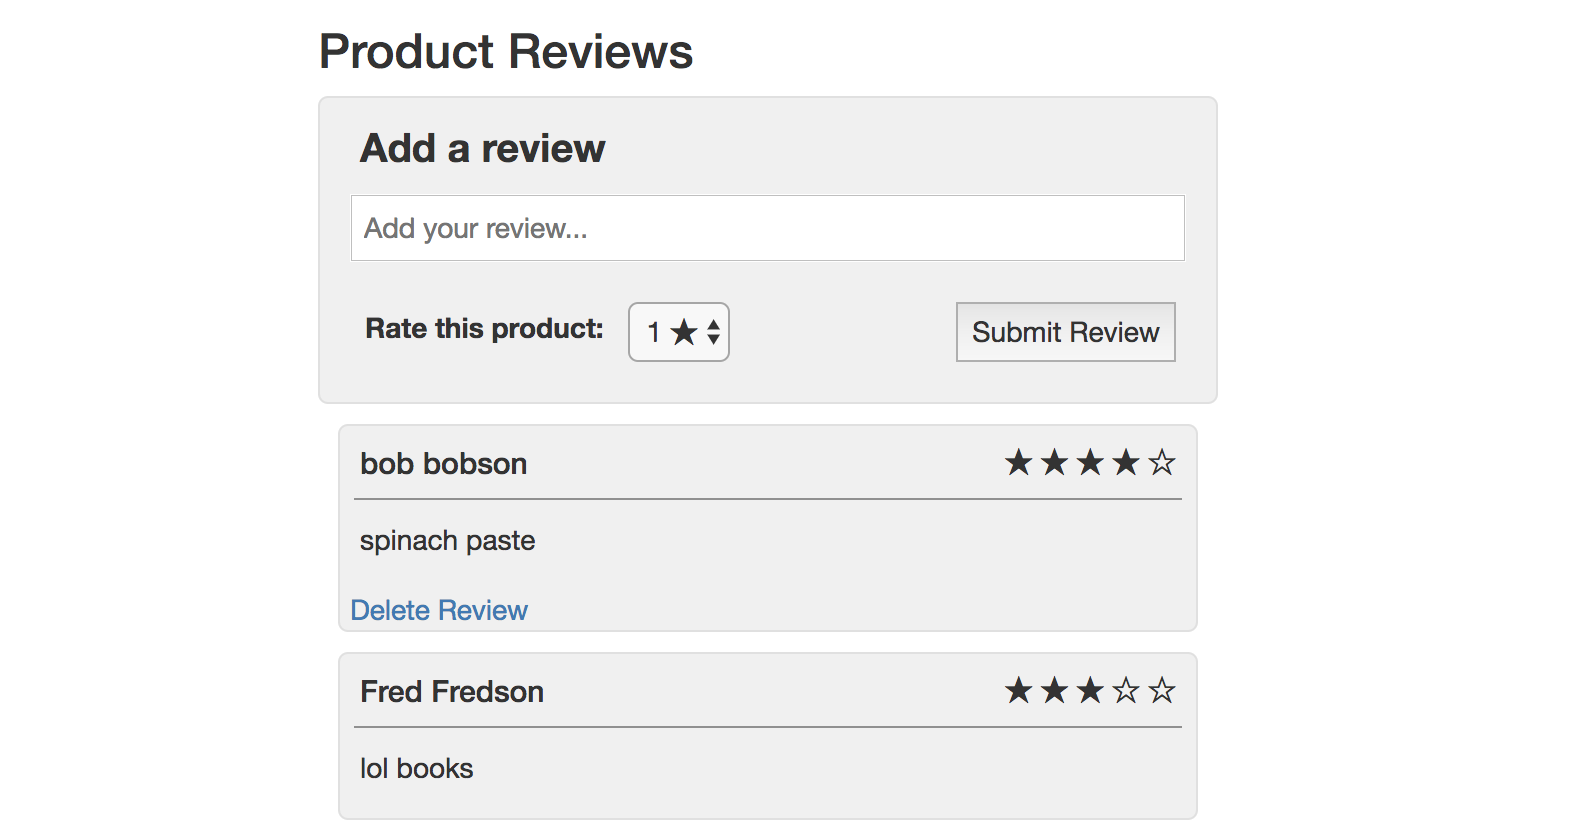 Product Reviews
Add a review
Add your review...
Rate this product: 1 ★ Submit Review
bob bobson ★★★★☆
spinach paste
Delete Review
Fred Fredson ★★★☆☆
lol books